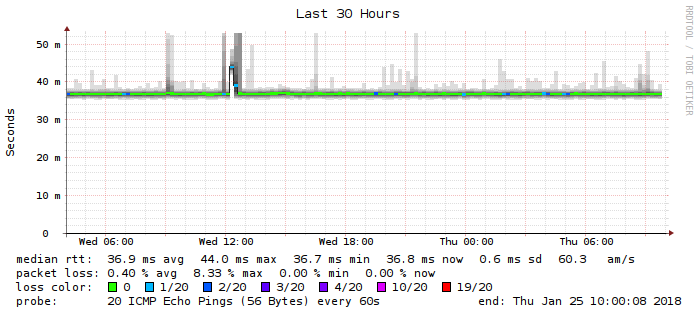 Last 30 Hours
RRDTOOL / TOBI OETIKER
Seconds
50 m
40 m
30 m
20 m
10 m
0
Wed 06:00 Wed 12:00 Wed 18:00 Thu 00:00 Thu 06:00
median rtt: 36.9 ms avg 44.0 ms max 36.7 ms min 36.8 ms now 0.6 ms sd 60.3 am/s
packet loss: 0.40 % avg 8.33 % max 0.00 % min 0.00 % now
loss color: 0 1/20 2/20 3/20 4/20 10/20 19/20
probe: 20 ICMP Echo Pings (56 Bytes) every 60s end: Thu Jan 25 10:00:08 2018